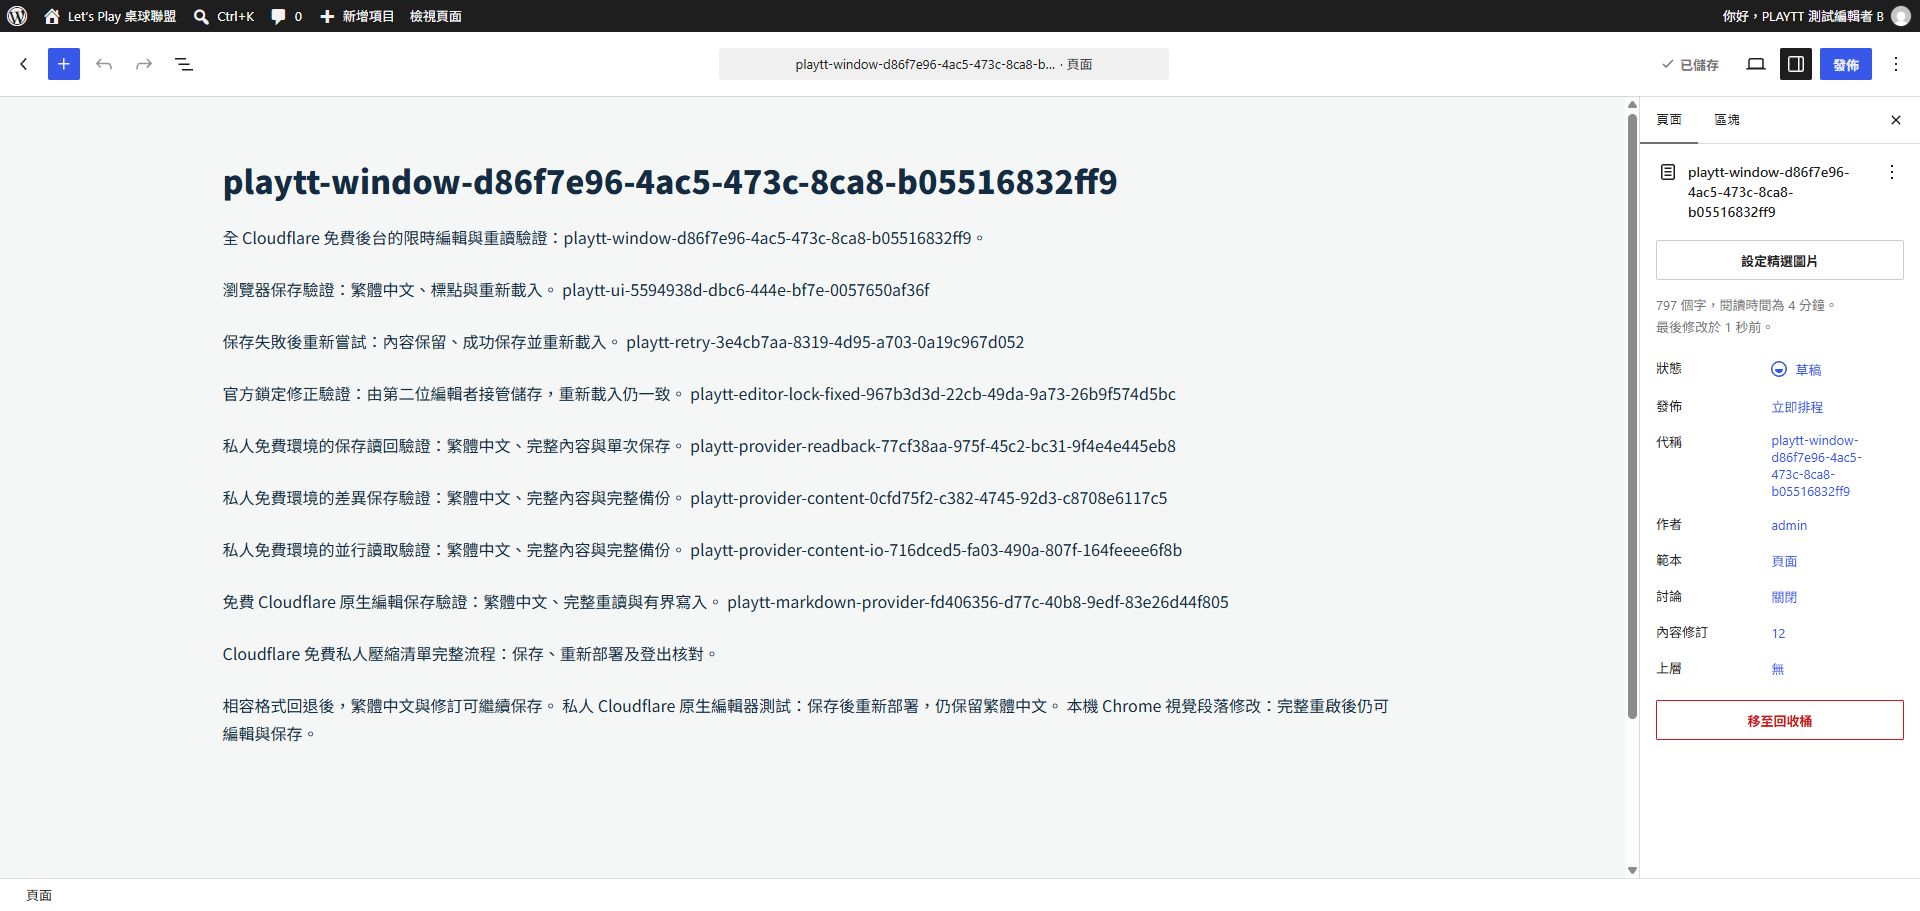 Let's Play 桌球聯盟 Ctrl+K 0 新增項目 檢視頁面 你好，PLAYTT 測試編輯者 B
playtt-window-d86f7e96-4ac5-473c-8ca8-b... · 頁面
已儲存
發佈
playtt-window-d86f7e96-4ac5-473c-8ca8-b05516832ff9
全 Cloudflare 免費後台的限時編輯與重讀驗證：playtt-window-d86f7e96-4ac5-473c-8ca8-b05516832ff9。
瀏覽器保存驗證：繁體中文、標點與重新載入。 playtt-ui-5594938d-dbc6-444e-bf7e-0057650af36f
保存失敗後重新嘗試：內容保留、成功保存並重新載入。 playtt-retry-3e4cb7aa-8319-4d95-a703-0a19c967d052
官方鎖定修正驗證：由第二位編輯者接管儲存，重新載入仍一致。 playtt-editor-lock-fixed-967b3d3d-22cb-49da-9a73-26b9f574d5bc
私人免費環境的保存讀回驗證：繁體中文、完整內容與單次保存。 playtt-provider-readback-77cf38aa-975f-45c2-bc31-9f4e4e445eb8
私人免費環境的差異保存驗證：繁體中文、完整內容與完整備份。 playtt-provider-content-0cfd75f2-c382-4745-92d3-c8708e6117c5
私人免費環境的並行讀取驗證：繁體中文、完整內容與完整備份。 playtt-provider-content-io-716dced5-fa03-490a-807f-164feeee6f8b
免費 Cloudflare 原生編輯保存驗證：繁體中文、完整重讀與有界寫入。 playtt-markdown-provider-fd406356-d77c-40b8-9edf-83e26d44f805
Cloudflare 免費私人壓縮清單完整流程：保存、重新部署及登出核對。
相容格式回退後，繁體中文與修訂可繼續保存。 私人 Cloudflare 原生編輯器測試：保存後重新部署，仍保留繁體中文。 本機 Chrome 視覺段落修改：完整重啟後仍可
編輯與保存。
頁面 區塊
playtt-window-d86f7e96-
4ac5-473c-8ca8-
b05516832ff9
設定精選圖片
797 個字，閱讀時間為 4 分鐘。
最後修改於 1 秒前。
狀態 草稿
發佈 立即排程
代稱 playtt-window-
d86f7e96-4ac5-
473c-8ca8-
b05516832ff9
作者 admin
範本 頁面
討論 關閉
內容修訂 12
上層 無
移至回收桶
頁面